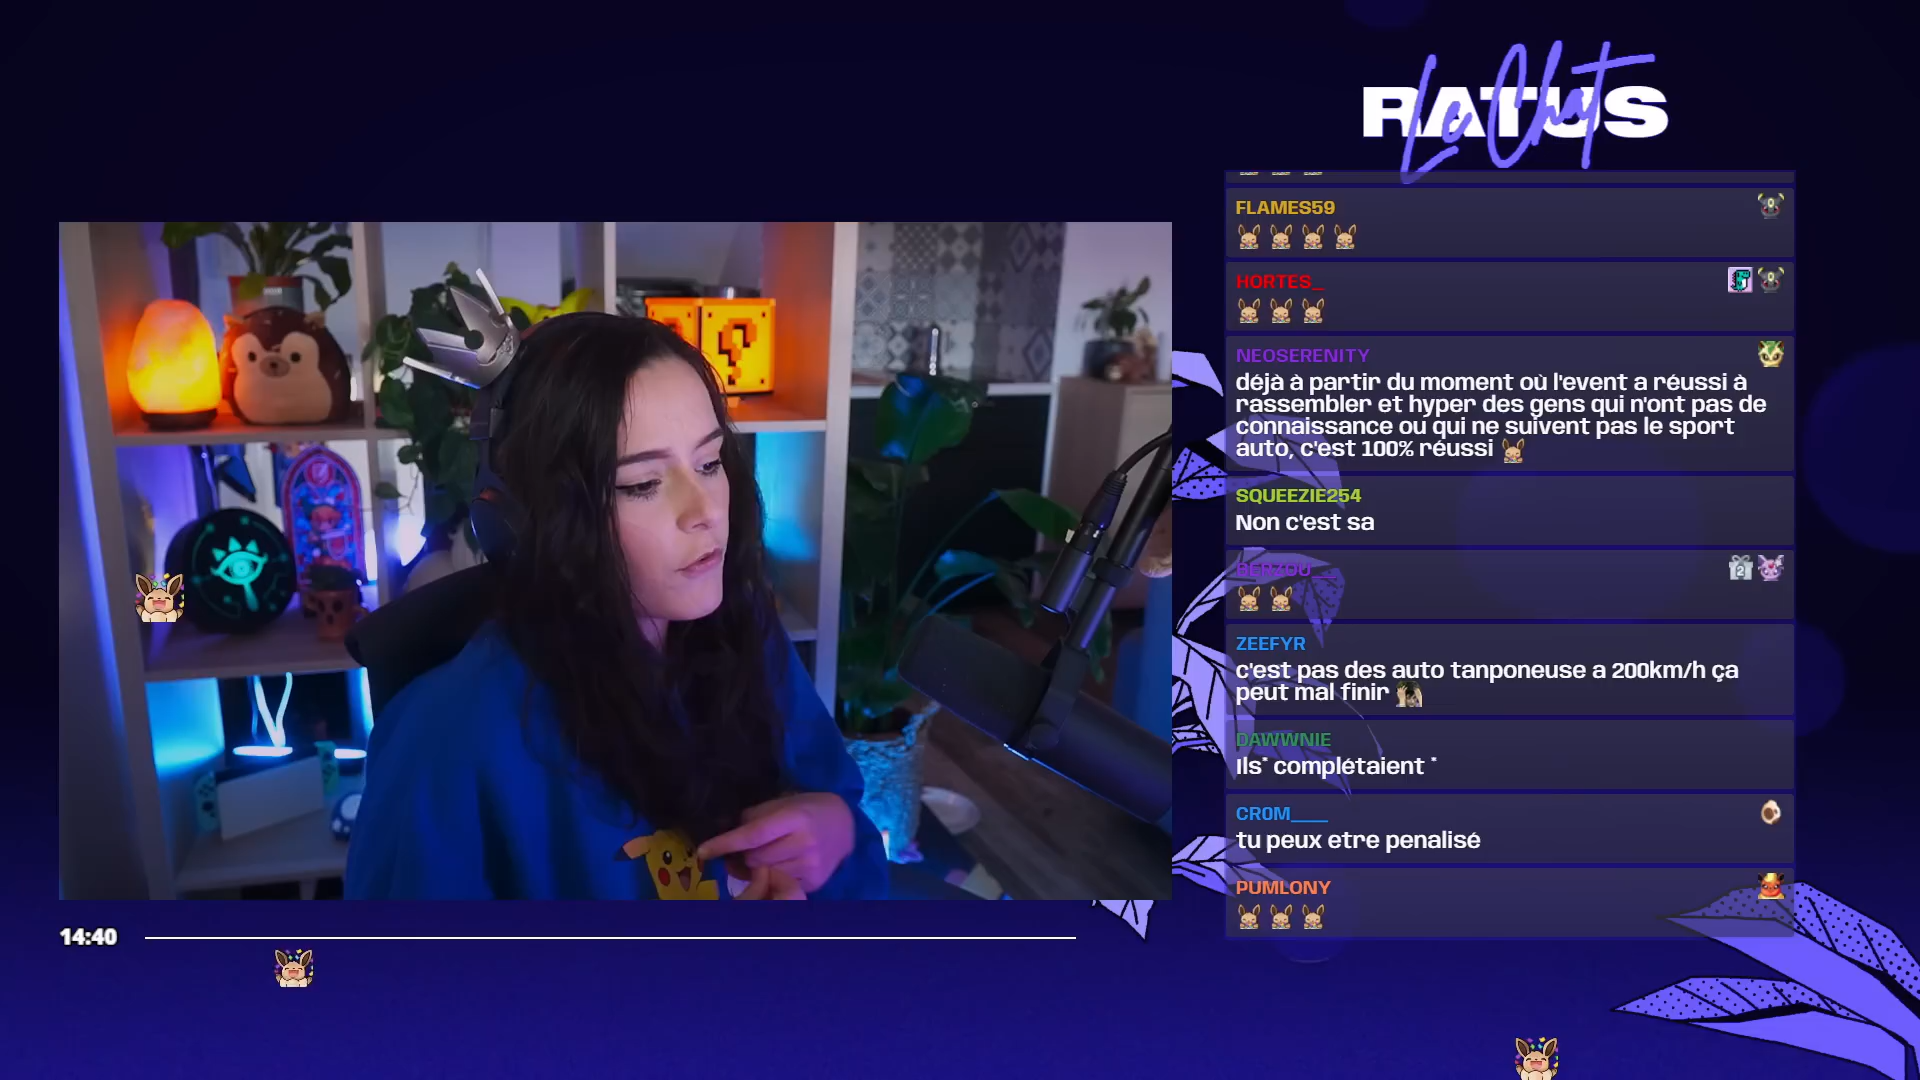 RATUS
Le Chat
FLAMES59
HORTES_
NEOSERENITY
déjà à partir du moment où l'event a réussi à
rassembler et hyper des gens qui n'ont pas de
connaissance ou qui ne suivent pas le sport
auto, c'est 100% réussi
SQUEEZIE254
Non c'est sa
BERZOU__
2
ZEEFYR
c'est pas des auto tanponeuse a 200km/h ça
peut mal finir
DAWWNIE
Ils* complétaient *
CR0M____
tu peux etre penalisé
PUMLONY
14:40